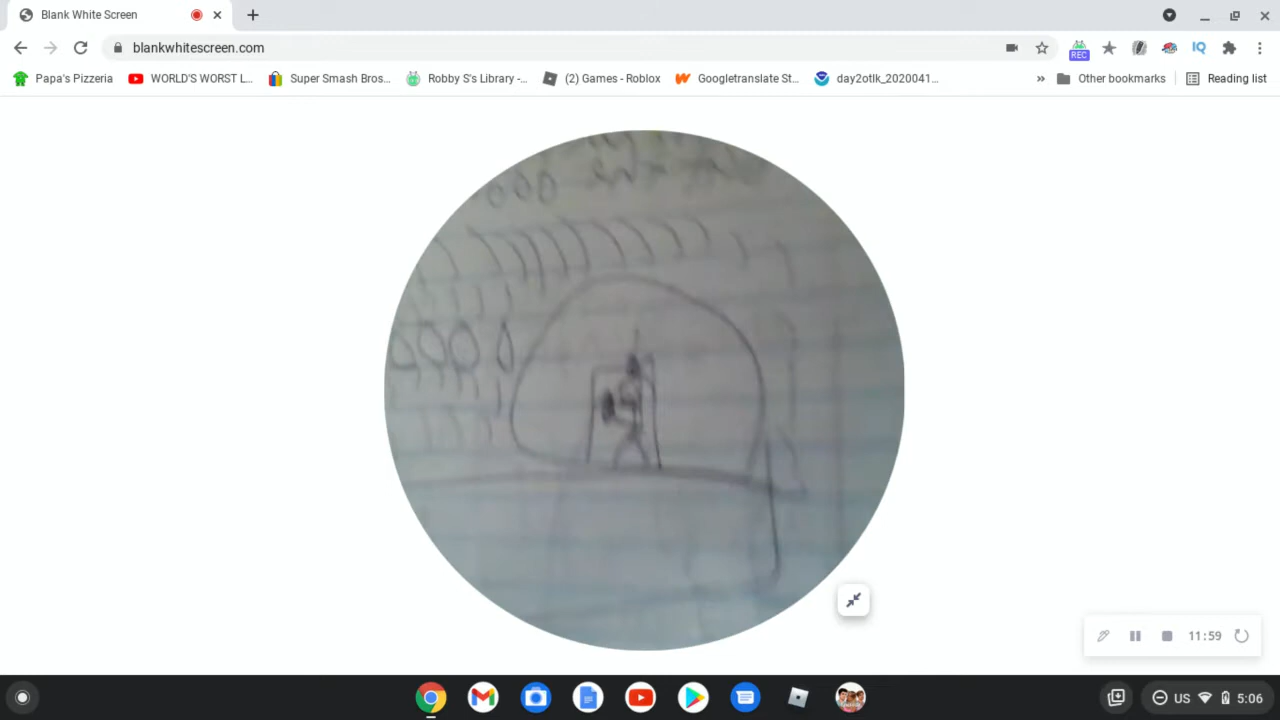 Blank White Screen
blankwhitescreen.com
REC
IQ
Papa's Pizzeria
WORLD'S WORST L...
Super Smash Bros...
Robby S's Library -...
(2) Games - Roblox
Googletranslate St...
day2otlk_2020041...
»
Other bookmarks
Reading list
11:59
US
5:06